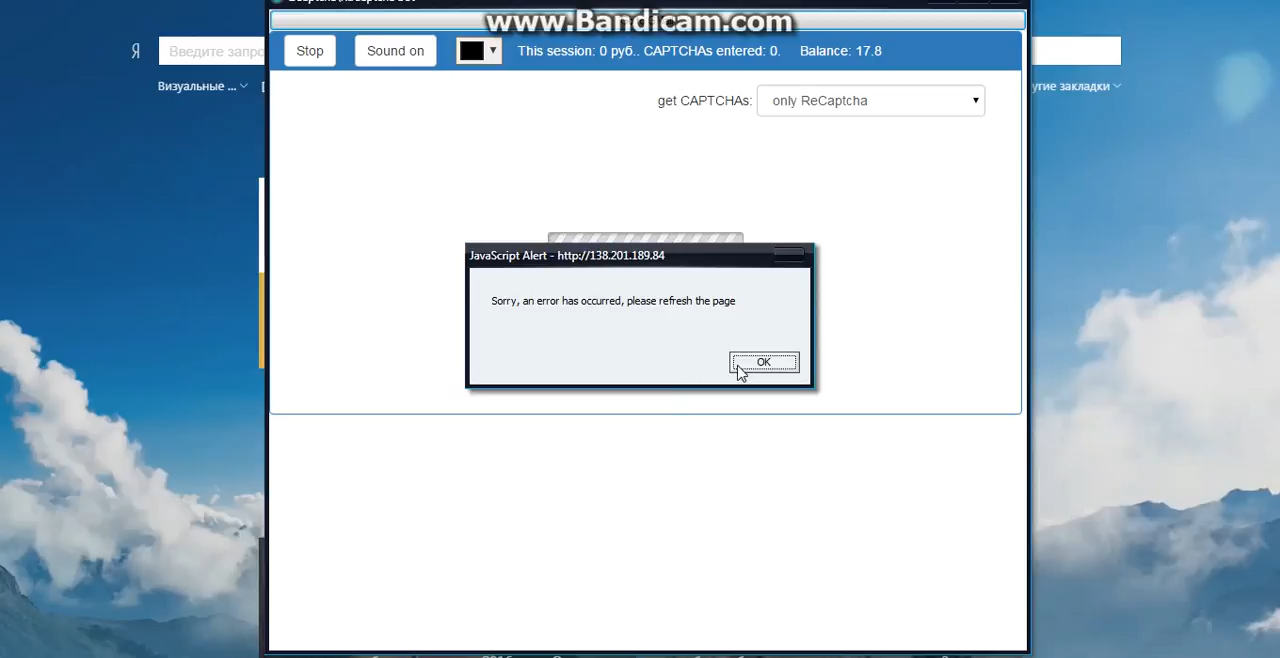 www.Bandicam.com
Я
Введите запро
Stop
Sound on
This session: 0 руб.. CAPTCHAs entered: 0.
Balance: 17.8
Визуальные ...
угие закладки
get CAPTCHAs:
only ReCaptcha
JavaScript Alert - http://138.201.189.84
Sorry, an error has occurred, please refresh the page
OK